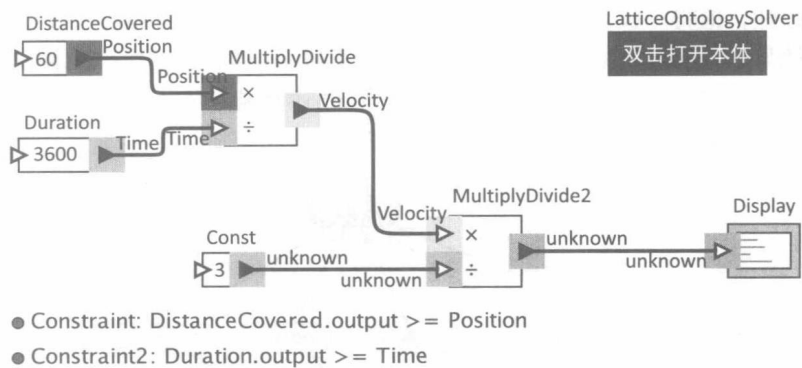 DistanceCovered
LatticeOntologySolver
60
Position
MultiplyDivide
双击打开本体
Position
×
Velocity
Duration
÷
Time
Time
3600
MultiplyDivide2
Display
Velocity
Const
×
unknown
unknown
3
÷
unknown
unknown
Constraint: DistanceCovered.output >= Position
Constraint2: Duration.output >= Time